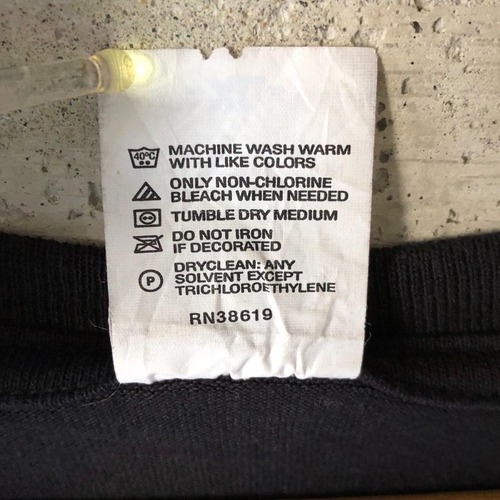 40°C MACHINE WASH WARM
WITH LIKE COLORS
ONLY NON-CHLORINE
BLEACH WHEN NEEDED
TUMBLE DRY MEDIUM
DO NOT IRON
IF DECORATED
DRYCLEAN: ANY
P SOLVENT EXCEPT
TRICHLOROETHYLENE
RN38619